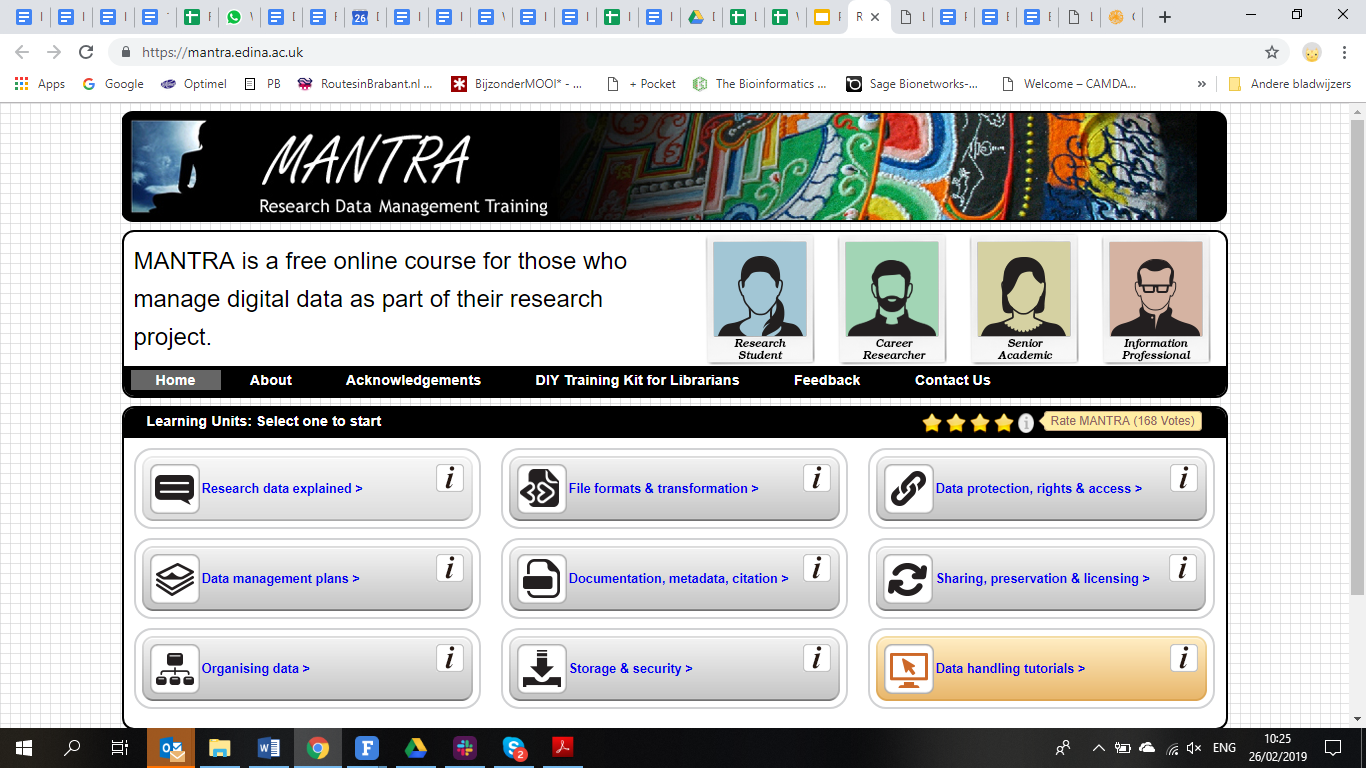 https://mantra.edina.ac.uk
Apps Google Optimel PB RoutesinBrabant.nl ... BijzonderMOOI* - ... + Pocket The Bioinformatics ... Sage Bionetworks-... Welcome – CAMDA... » Andere bladwijzers
MANTRA
Research Data Management Training
MANTRA is a free online course for those who
manage digital data as part of their research
project.
Research
Student
Career
Researcher
Senior
Academic
Information
Professional
Home About Acknowledgements DIY Training Kit for Librarians Feedback Contact Us
Learning Units: Select one to start
Rate MANTRA (168 Votes)
Research data explained > i
File formats & transformation > i
Data protection, rights & access > i
Data management plans > i
Documentation, metadata, citation > i
Sharing, preservation & licensing > i
Organising data > i
Storage & security > i
Data handling tutorials > i
ENG
10:25
26/02/2019